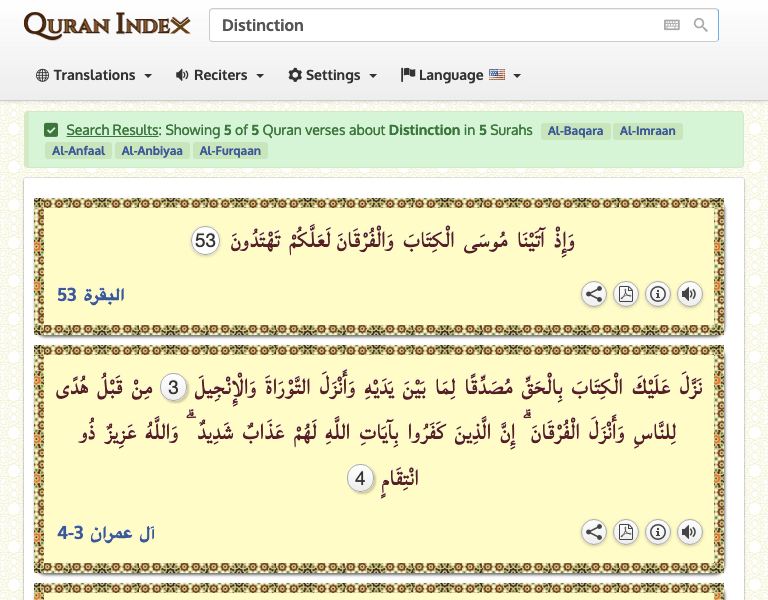 QURAN INDEX
Distinction
Translations Reciters Settings Language
Search Results: Showing 5 of 5 Quran verses about Distinction in 5 Surahs Al-Baqara Al-Imraan
Al-Anfaal Al-Anbiyaa Al-Furqaan
وَإِذْ آتَيْنَا مُوسَى الْكِتَابَ وَالْفُرْقَانَ لَعَلَّكُمْ تَهْتَدُونَ 53
البقرة 53
نَزَّلَ عَلَيْكَ الْكِتَابَ بِالْحَقِّ مُصَدِّقًا لِمَا بَيْنَ يَدَيْهِ وَأَنْزَلَ التَّوْرَاةَ وَالْإِنْجِيلَ 3 مِنْ قَبْلُ هُدًى
لِلنَّاسِ وَأَنْزَلَ الْفُرْقَانَ ۗ إِنَّ الَّذِينَ كَفَرُوا بِآيَاتِ اللَّهِ لَهُمْ عَذَابٌ شَدِيدٌ ۗ وَاللَّهُ عَزِيزٌ ذُو
انْتِقَامٍ 4
آل عمران 3-4